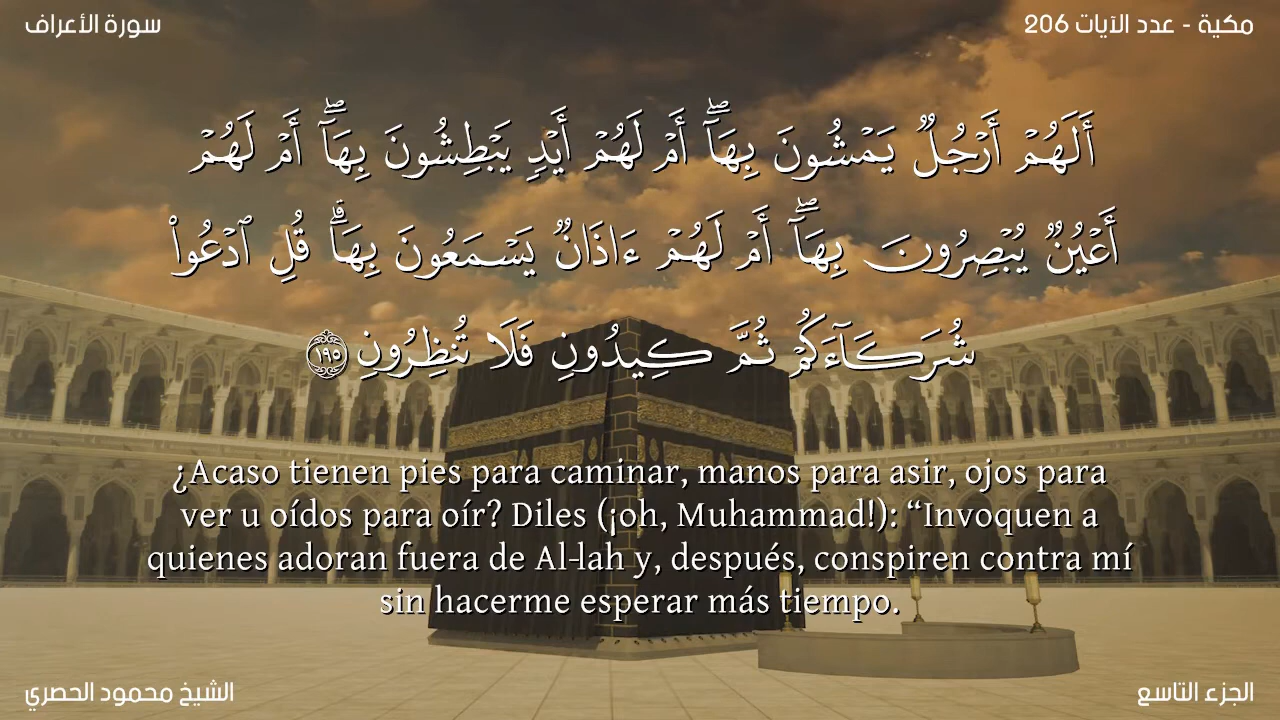 سورة الأعراف
مكية - عدد الآيات 206
أَلَهُمۡ أَرۡجُلٞ يَمۡشُونَ بِهَآۖ أَمۡ لَهُمۡ أَيۡدٖ يَبۡطِشُونَ بِهَآۖ أَمۡ لَهُمۡ
أَعۡيُنٞ يُبۡصِرُونَ بِهَآۖ أَمۡ لَهُمۡ ءَاذَانٞ يَسۡمَعُونَ بِهَاۗ قُلِ ٱدۡعُواْ
شُرَكَآءَكُمۡ ثُمَّ كِيدُونِ فَلَا تُنظِرُونِ ١٩٥
¿Acaso tienen pies para caminar, manos para asir, ojos para
ver u oídos para oír? Diles (¡oh, Muhammad!): “Invoquen a
quienes adoran fuera de Al-lah y, después, conspiren contra mí
sin hacerme esperar más tiempo.
الشيخ محمود الحصري
الجزء التاسع